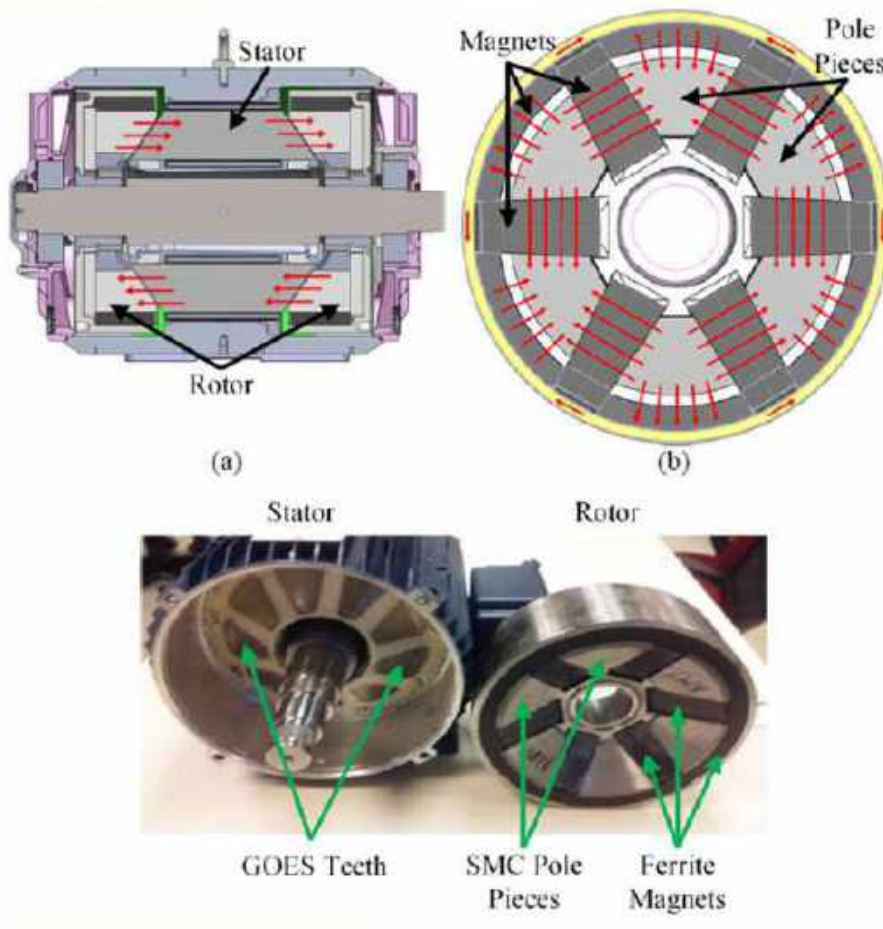 Stator
Rotor
(a)
Magnets
Pole
Pieces
(b)
Stator
Rotor
GOES Teeth
SMC Pole
Pieces
Ferrite
Magnets